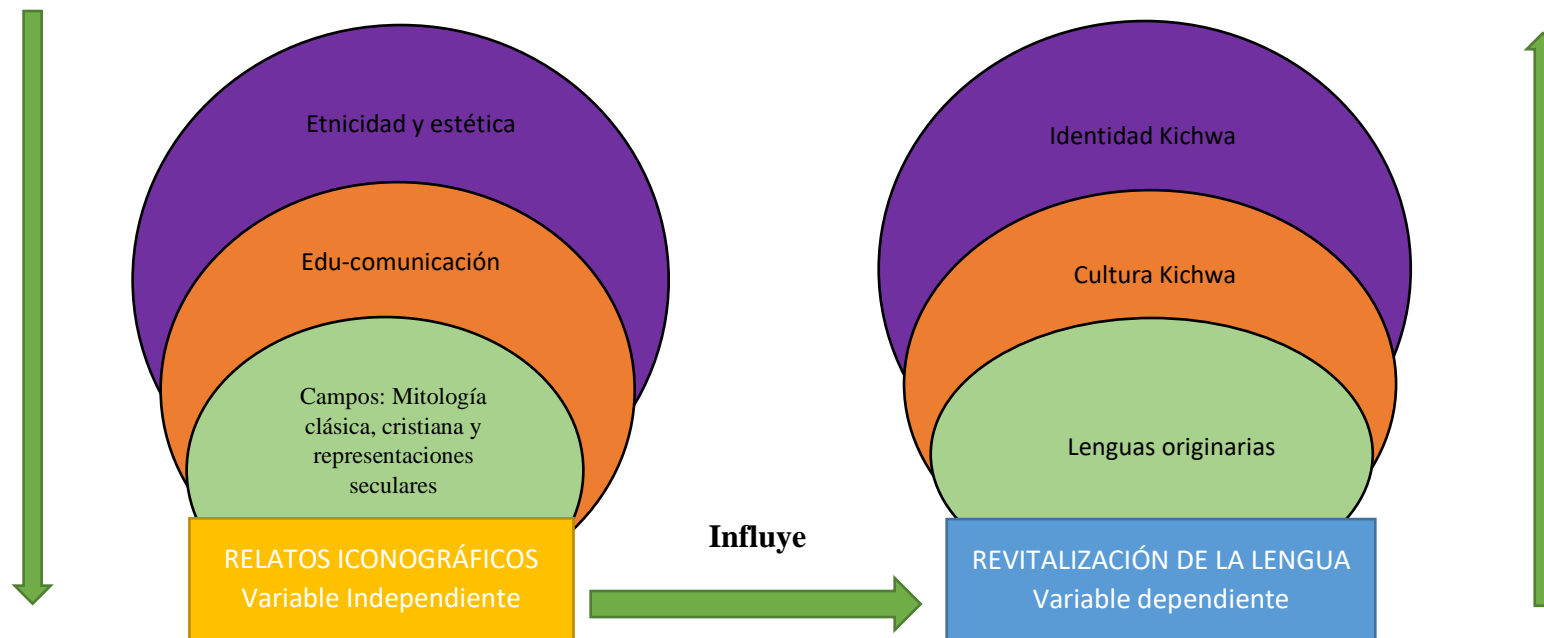 Etnicidad y estética
Edu-comunicación
Campos: Mitología
clásica, cristiana y
representaciones
seculares
RELATOS ICONOGRÁFICOS
Variable Independiente
Influye
Identidad Kichwa
Cultura Kichwa
Lenguas originarias
REVITALIZACIÓN DE LA LENGUA
Variable dependiente